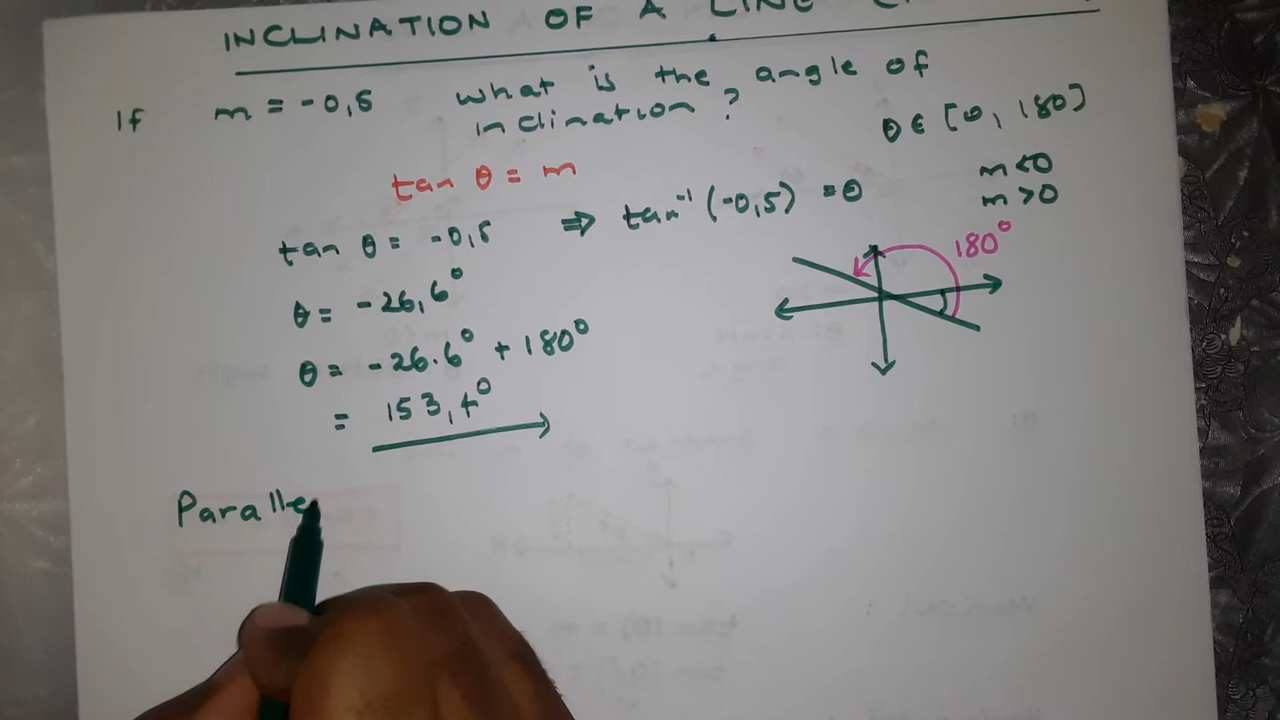 INCLINATION OF A LINE
If m = -0,5 what is the angle of
inclination ?
θ ∈ [0, 180)
tan θ = m
m < 0
m > 0
tan θ = -0,5 ⇒ tan⁻¹ (-0,5) = θ
180°
θ = -26,6°
θ = -26.6° + 180°
= 153,4°
Paralle